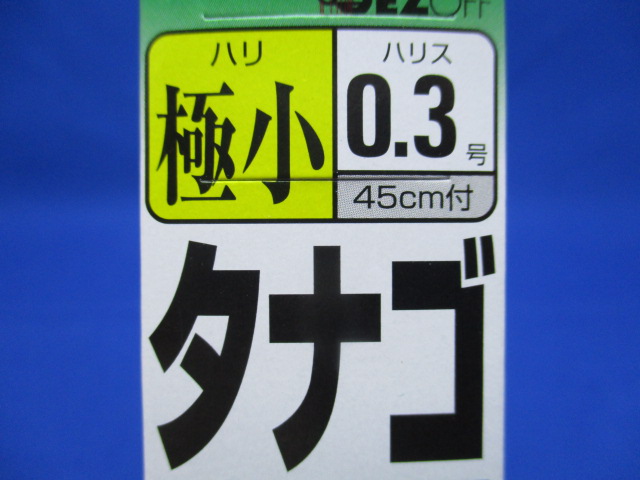 ハリ
極小
ハリス
0.3号
45cm付
タナゴ